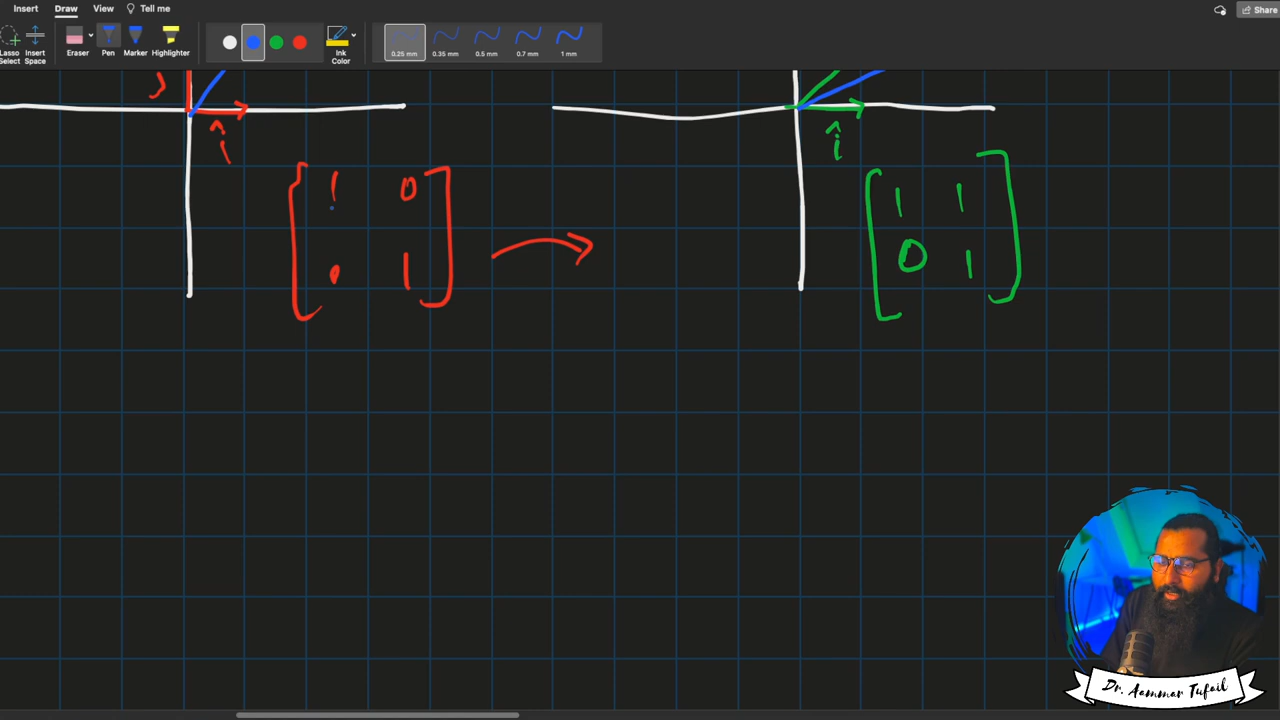 Insert Draw View Tell me
Share
Lasso Select
Insert Space
Eraser
Pen
Marker
Highlighter
Ink Color
0.25 mm
0.35 mm
0.5 mm
0.7 mm
1 mm
î
î
1 0
0 1
1 1
0 1
Dr. Aammar Tufail